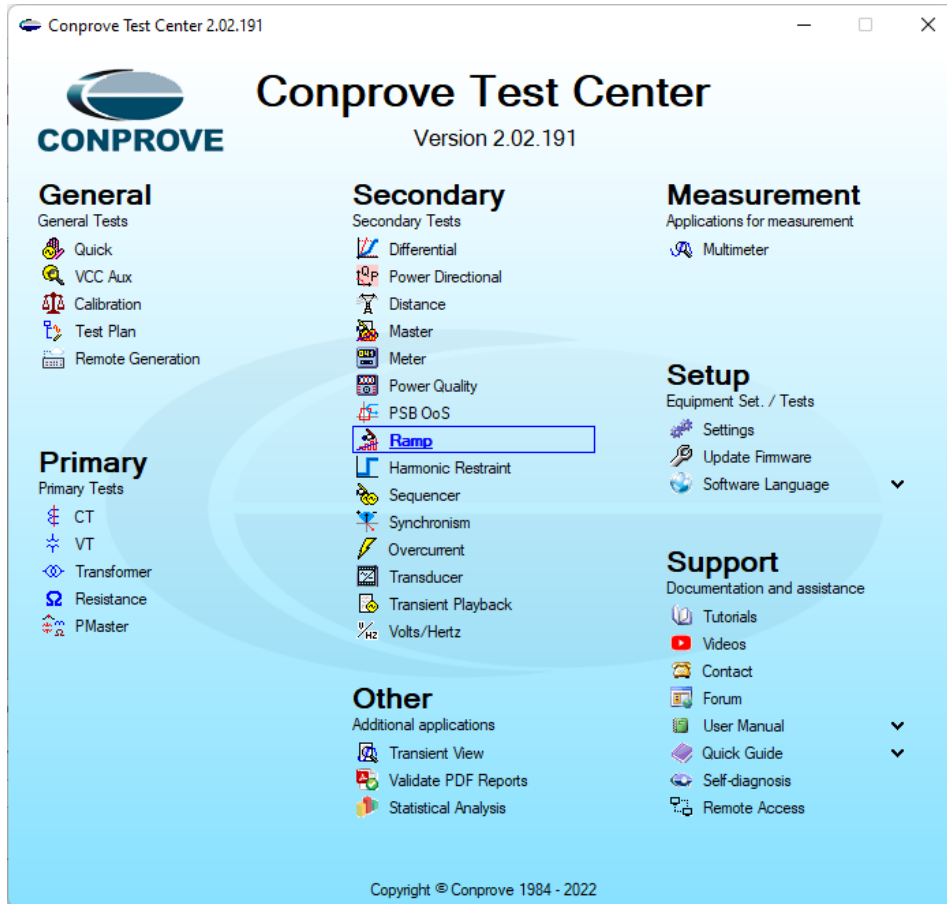 Conprove Test Center 2.02.191
CONPROVE
Conprove Test Center
Version 2.02.191
General
General Tests
Quick
VCC Aux
Calibration
Test Plan
Remote Generation
Primary
Primary Tests
CT
VT
Transformer
Resistance
PMaster
Secondary
Secondary Tests
Differential
Power Directional
Distance
Master
Meter
Power Quality
PSB OoS
Ramp
Harmonic Restraint
Sequencer
Synchronism
Overcurrent
Transducer
Transient Playback
Volts/Hertz
Other
Additional applications
Transient View
Validate PDF Reports
Statistical Analysis
Measurement
Applications for measurement
Multimeter
Setup
Equipment Set. / Tests
Settings
Update Firmware
Software Language
Support
Documentation and assistance
Tutorials
Videos
Contact
Forum
User Manual
Quick Guide
Self-diagnosis
Remote Access
Copyright © Conprove 1984 - 2022